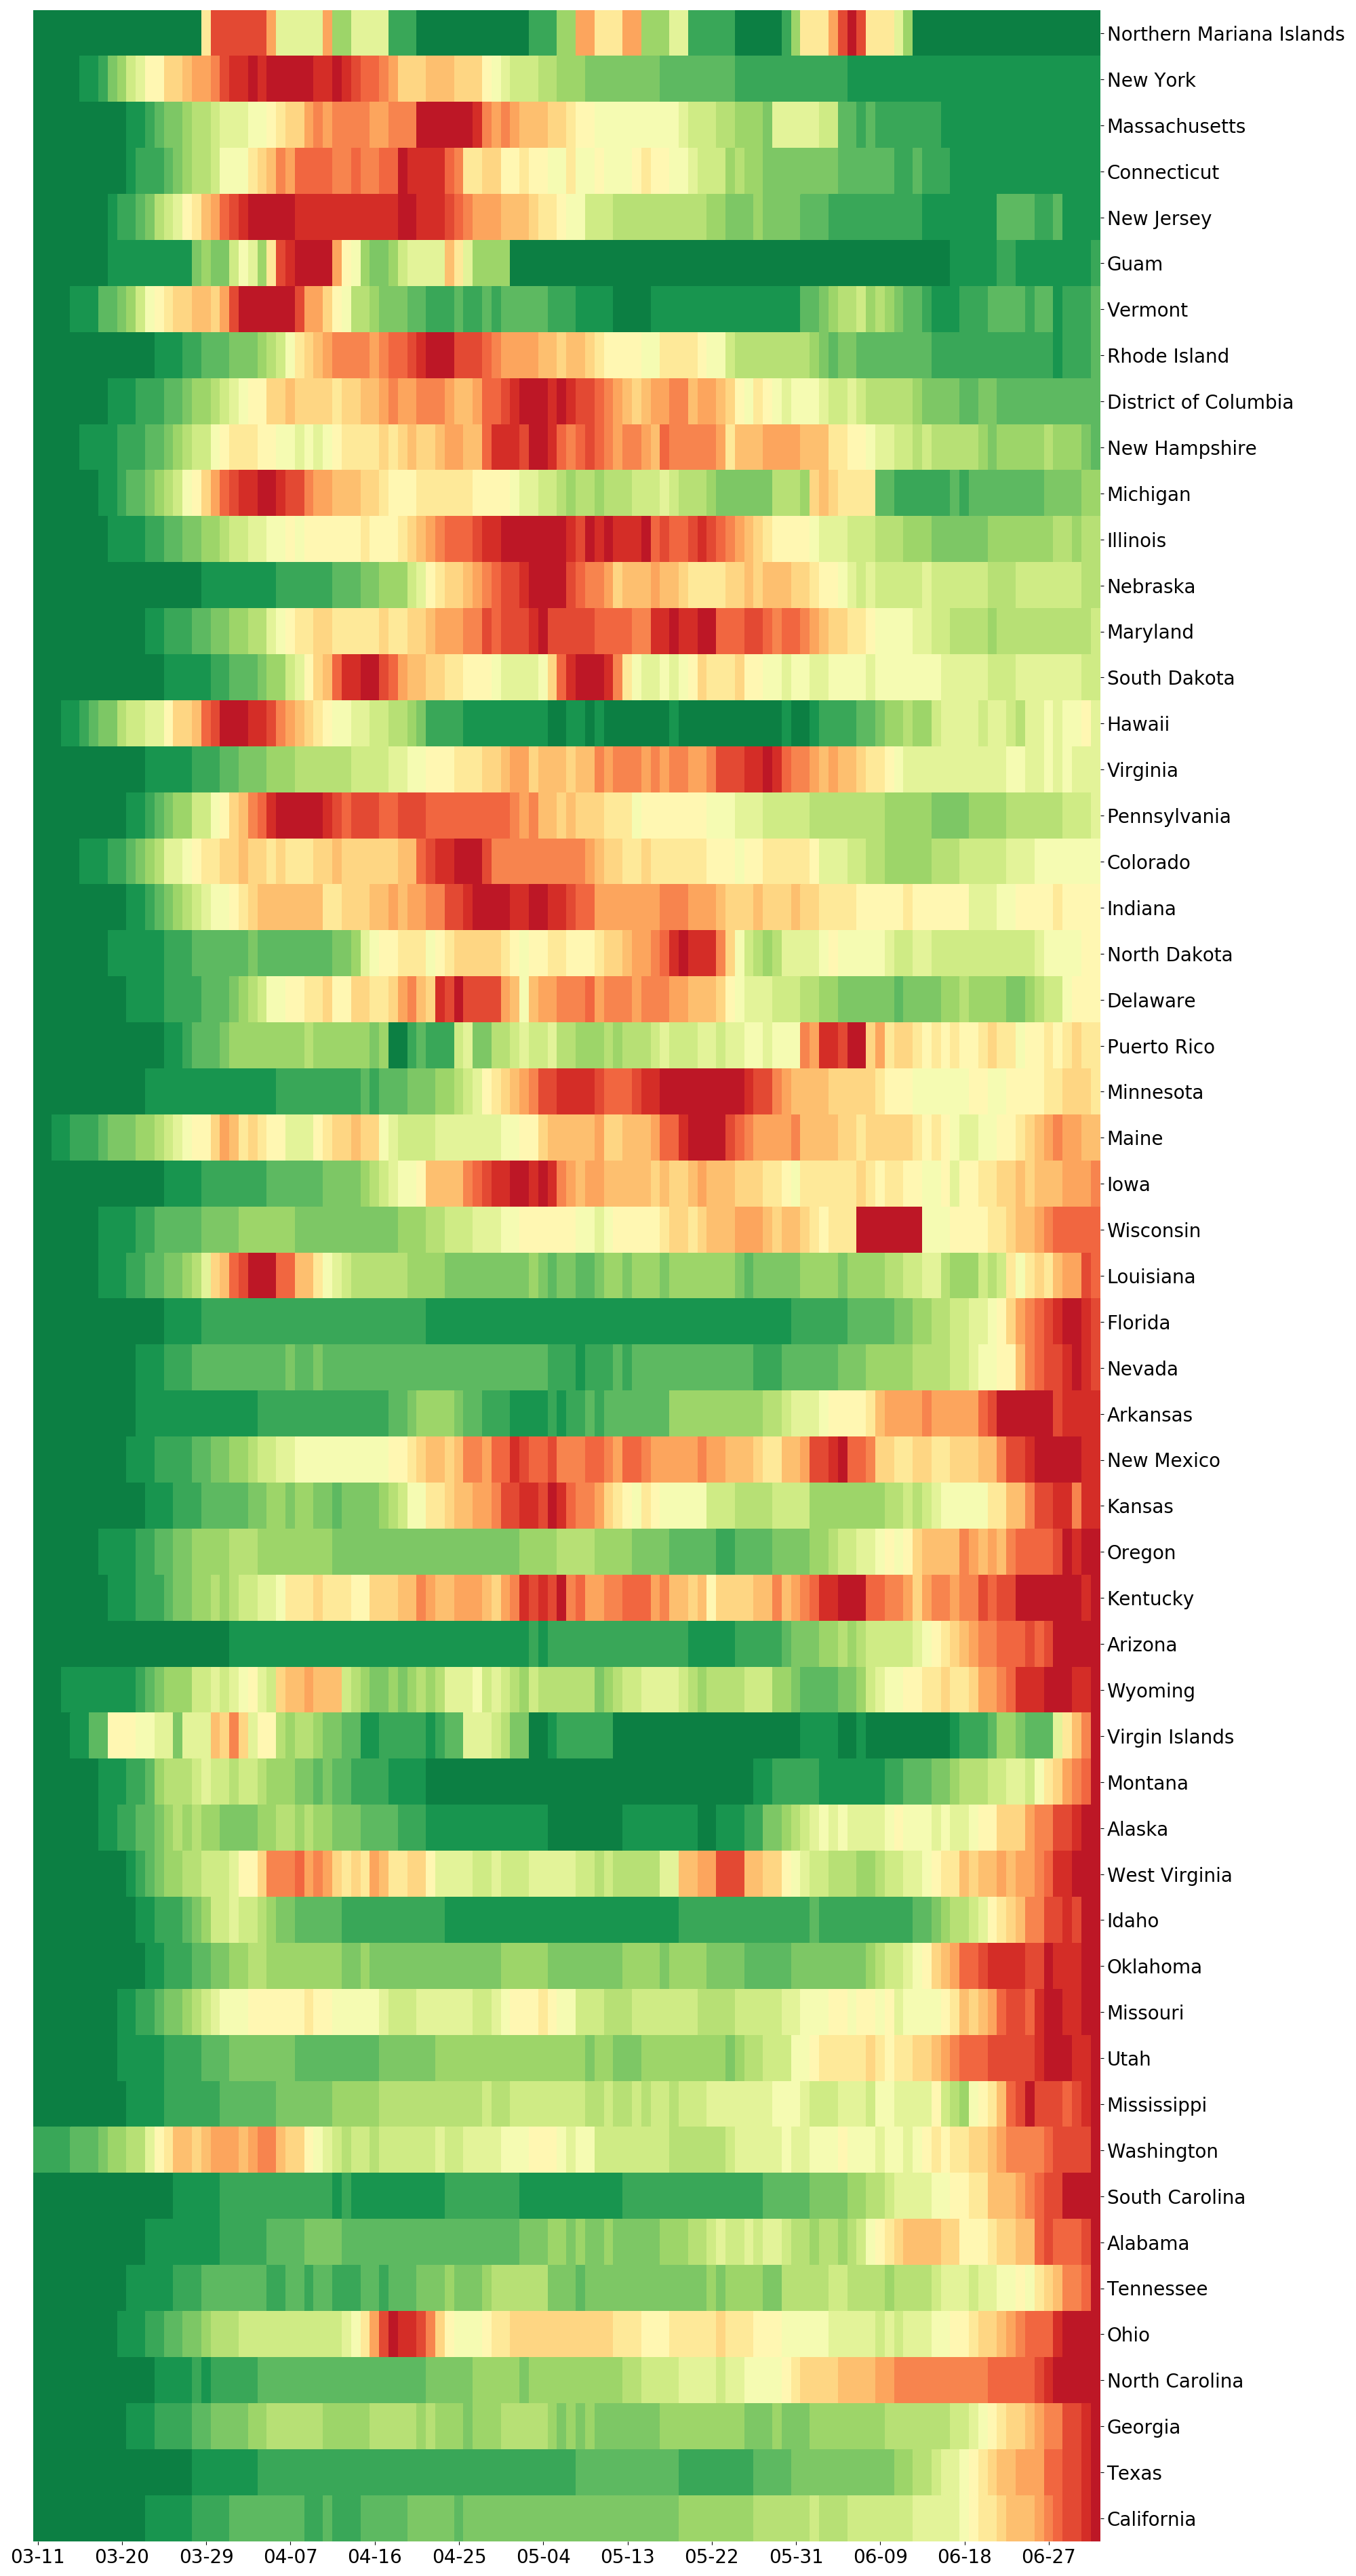 Northern Mariana Islands
New York
Massachusetts
Connecticut
New Jersey
Guam
Vermont
Rhode Island
District of Columbia
New Hampshire
Michigan
Illinois
Nebraska
Maryland
South Dakota
Hawaii
Virginia
Pennsylvania
Colorado
Indiana
North Dakota
Delaware
Puerto Rico
Minnesota
Maine
Iowa
Wisconsin
Louisiana
Florida
Nevada
Arkansas
New Mexico
Kansas
Oregon
Kentucky
Arizona
Wyoming
Virgin Islands
Montana
Alaska
West Virginia
Idaho
Oklahoma
Missouri
Utah
Mississippi
Washington
South Carolina
Alabama
Tennessee
Ohio
North Carolina
Georgia
Texas
California
03-11 03-20 03-29 04-07 04-16 04-25 05-04 05-13 05-22 05-31 06-09 06-18 06-27